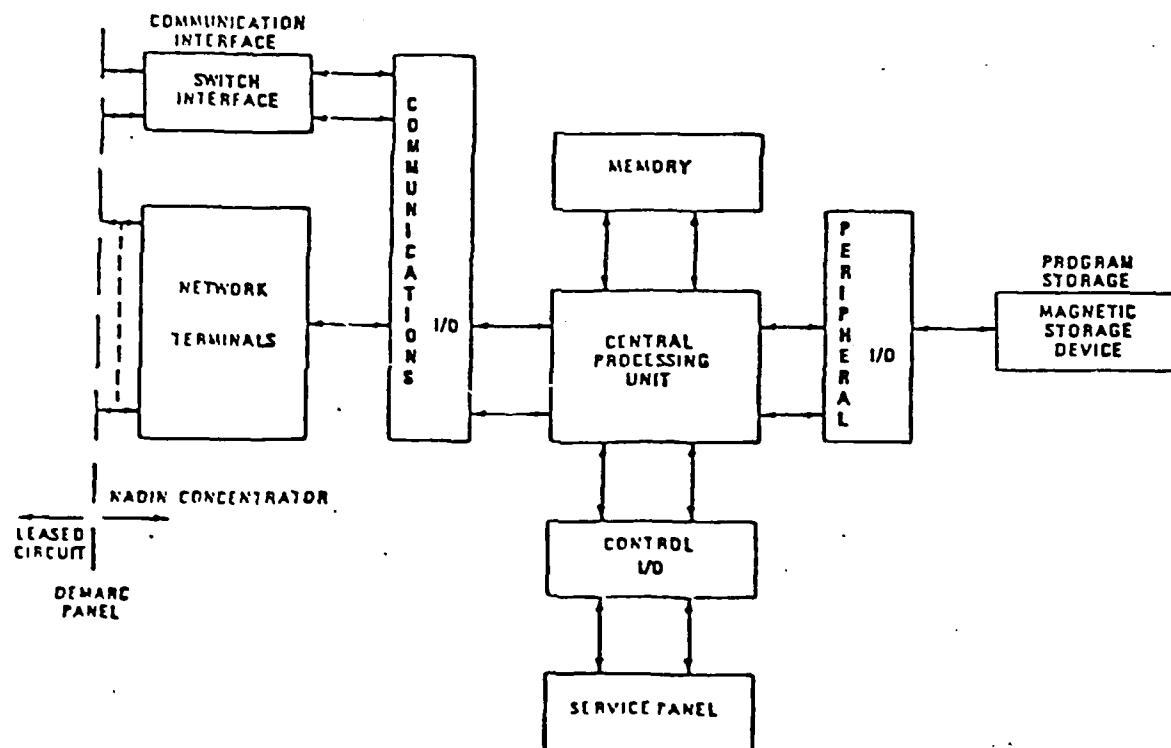 COMMUNICATION
INTERFACE
SWITCH
INTERFACE
COMMUNICATIONS
I/O
NETWORK
TERMINALS
MEMORY
CENTRAL
PROCESSING
UNIT
PERIPHERAL
I/O
PROGRAM
STORAGE
MAGNETIC
STORAGE
DEVICE
NADIN CONCENTRATOR
LEASED
CIRCUIT
DEMARC
PANEL
CONTROL
I/O
SERVICE PANEL